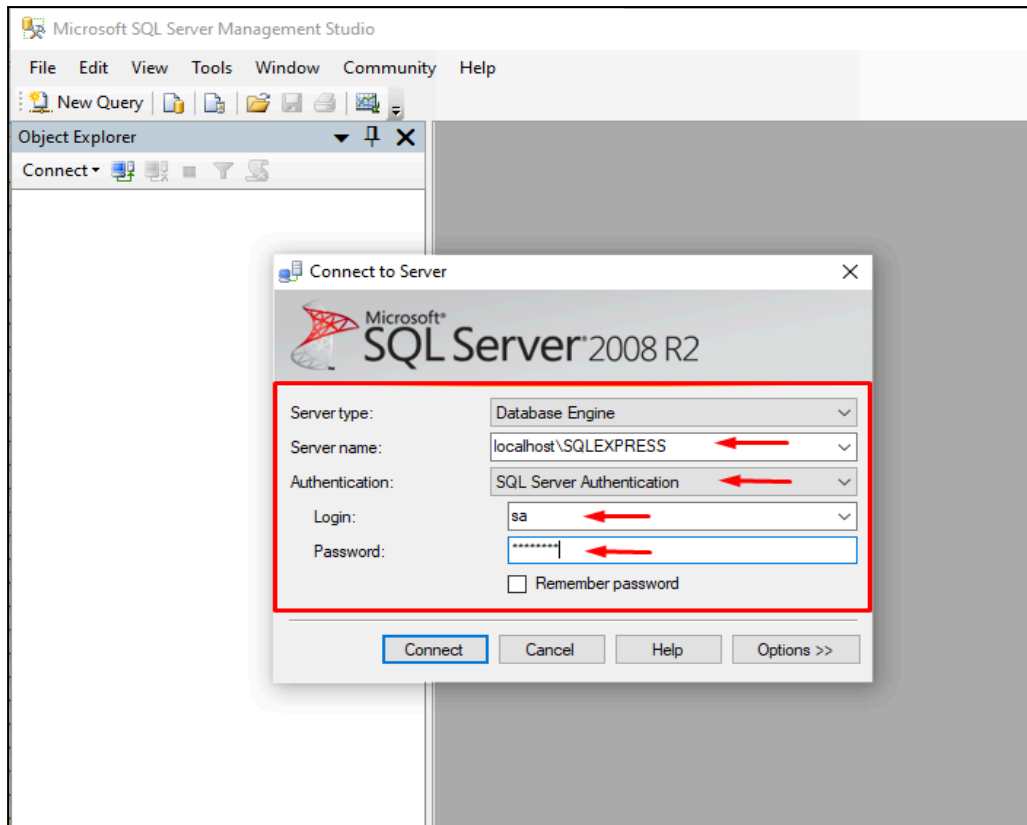 Microsoft SQL Server Management Studio
File Edit View Tools Window Community Help
New Query
Object Explorer
Connect
Connect to Server
Microsoft®
SQL Server® 2008 R2
Server type: Database Engine
Server name: localhost\SQLEXPRESS
Authentication: SQL Server Authentication
Login: sa
Password: ********
Remember password
Connect Cancel Help Options >>